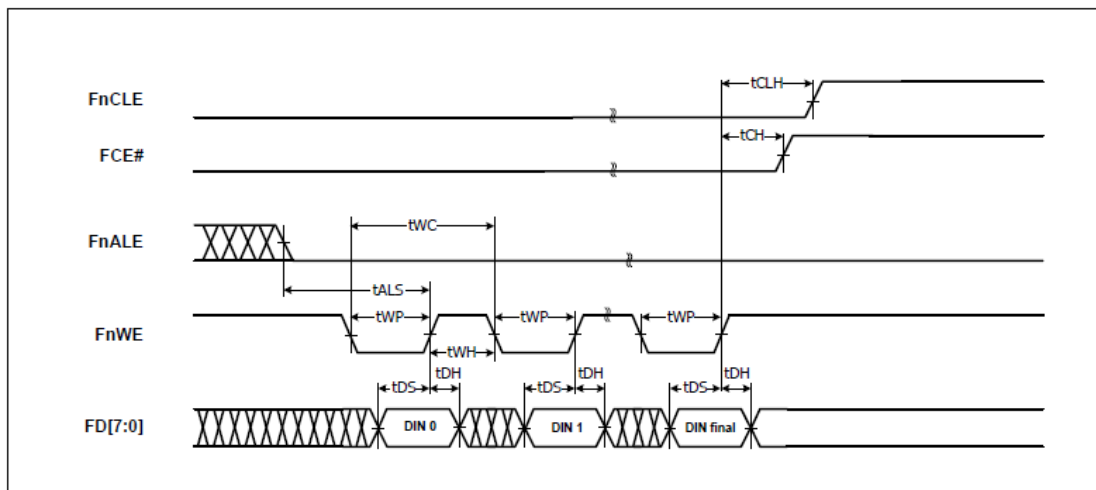 FnCLE
tCLH
FCE#
tCH
FnALE
tWC
tALS
FnWE
tWP
tWP
tWP
tWH
tDS
tDH
tDS
tDH
tDS
tDH
FD[7:0]
DIN 0
DIN 1
DIN final